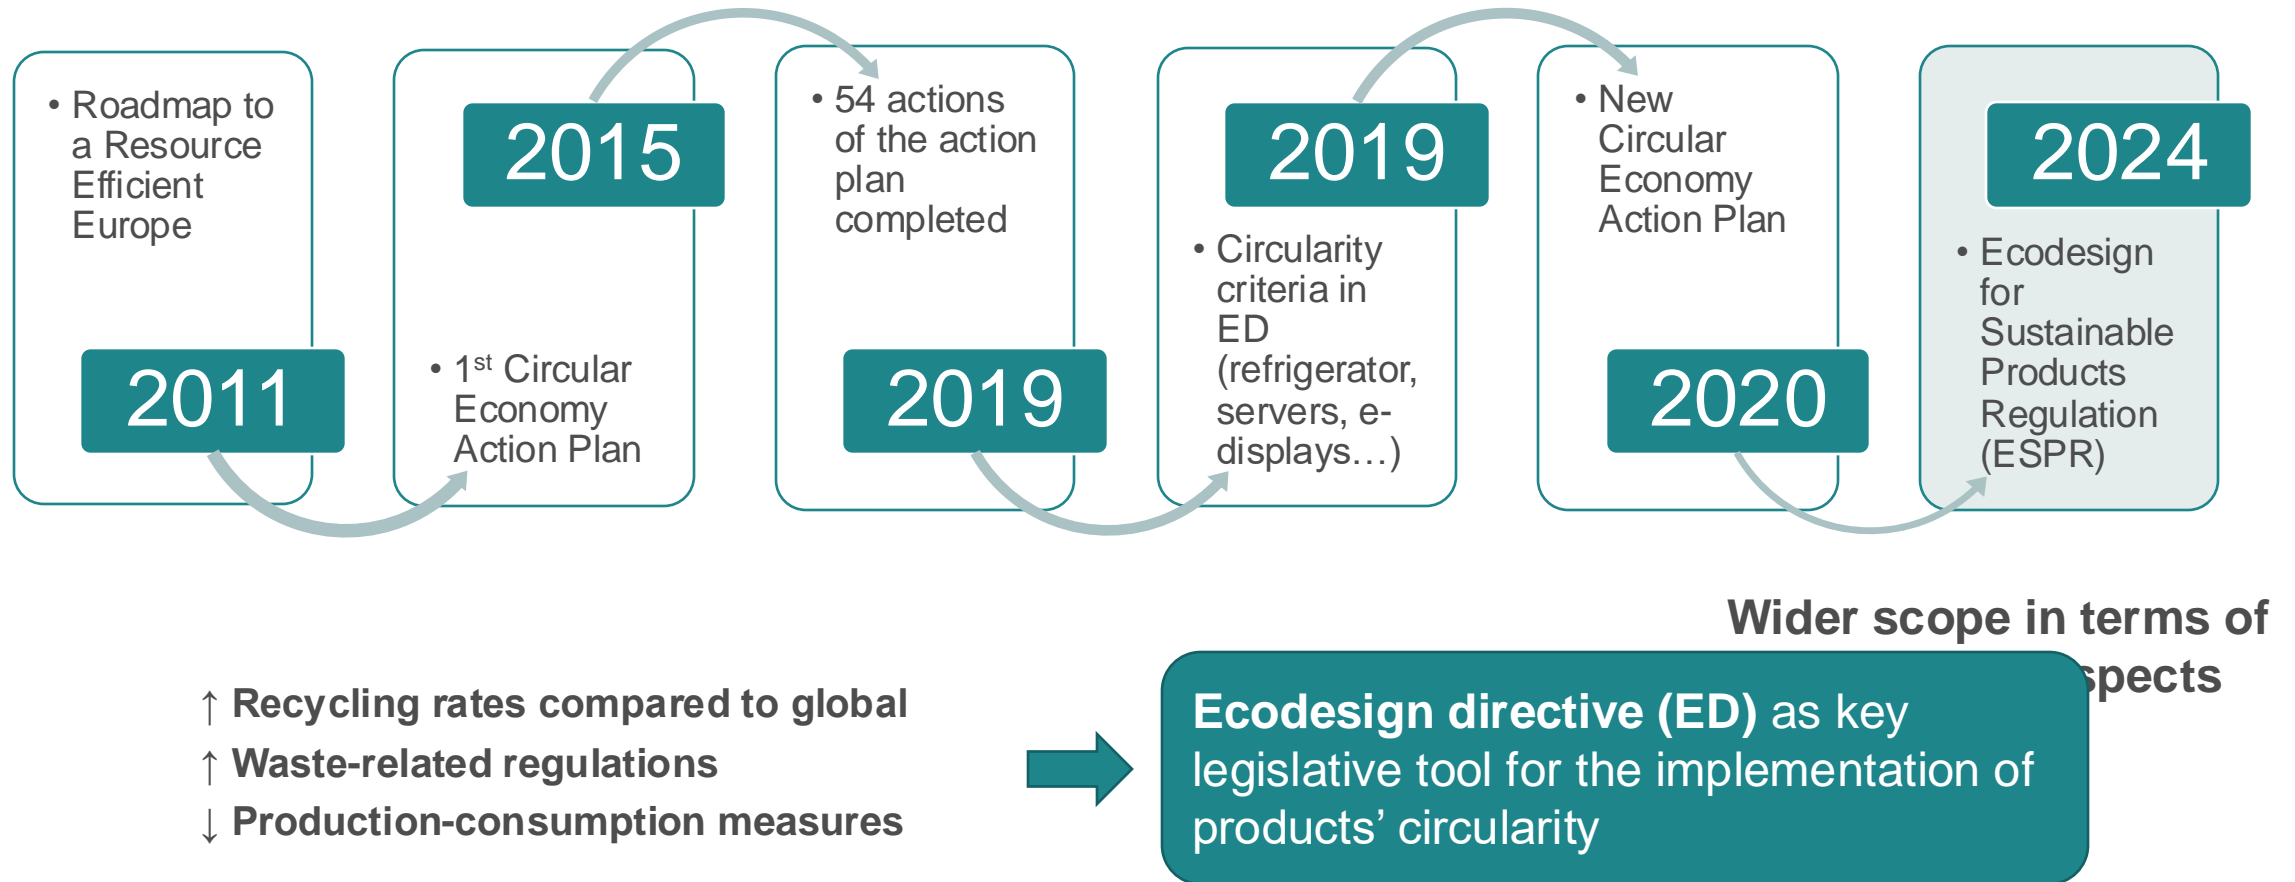 • Roadmap to
a Resource
Efficient
Europe
2011
2015
• 1st Circular
Economy
Action Plan
• 54 actions
of the action
plan
completed
2019
2019
• Circularity
criteria in
ED
(refrigerator,
servers, e-
displays…)
• New
Circular
Economy
Action Plan
2020
2024
• Ecodesign
for
Sustainable
Products
Regulation
(ESPR)
Wider scope in terms of
↑ Recycling rates compared to global
↑ Waste-related regulations
↓ Production-consumption measures
Ecodesign directive (ED) as key
legislative tool for the implementation of
products’ circularity